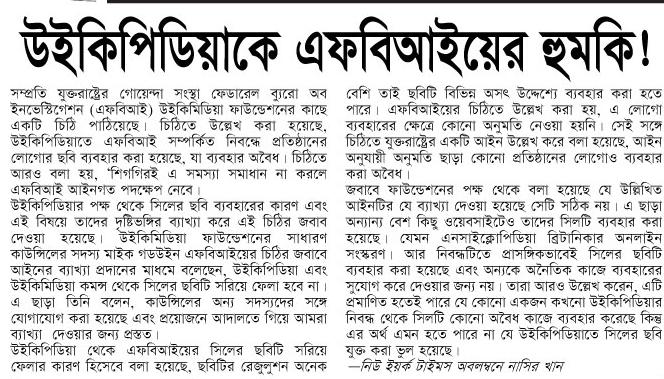 উইকিপিডিয়াকে এফবিআইয়ের হুমকি!
সম্প্রতি যুক্তরাষ্ট্রের গোয়েন্দা সংস্থা ফেডারেল ব্যুরো অব
ইনভেস্টিগেশন (এফবিআই) উইকিমিডিয়া ফাউন্ডেশনের কাছে
একটি চিঠি পাঠিয়েছে। চিঠিতে উল্লেখ করা হয়েছে,
উইকিপিডিয়াতে এফবিআই সম্পর্কিত নিবন্ধে প্রতিষ্ঠানের
লোগোর ছবি ব্যবহার করা হয়েছে, যা ব্যবহার অবৈধ। চিঠিতে
আরও বলা হয়, 'শিগগিরই এ সমস্যা সমাধান না করলে
এফবিআই আইনগত পদক্ষেপ নেবে।
উইকিপিডিয়ার পক্ষ থেকে সিলের ছবি ব্যবহারের কারণ এবং
এই বিষয়ে তাদের দৃষ্টিভঙ্গির ব্যাখ্যা করে এই চিঠির জবাব
দেওয়া হয়েছে। উইকিমিডিয়া ফাউন্ডেশনের সাধারণ
কাউন্সিলের সদস্য মাইক গডউইন এফবিআইয়ের চিঠির জবাবে
আইনের ব্যাখ্যা প্রদানের মাধমে বলেছেন, উইকিপিডিয়া এবং
উইকিমিডিয়া কমন্স থেকে সিলের ছবিটি সরিয়ে ফেলা হবে না।
এ ছাড়া তিনি বলেন, কাউন্সিলের অন্য সদস্যদের সঙ্গে
যোগাযোগ করা হয়েছে এবং প্রয়োজনে আদালতে গিয়ে আমরা
ব্যাখ্যা দেওয়ার জন্য প্রস্তত।
উইকিপিডিয়া থেকে এফবিআইয়ের সিলের ছবিটি সরিয়ে
ফেলার কারণ হিসেবে বলা হয়েছে, ছবিটির রেজুলুশন অনেক
বেশি তাই ছবিটি বিভিন্ন অসৎ উদ্দেশ্যে ব্যবহার করা হতে
পারে। এফবিআইয়ের চিঠিতে উল্লেখ করা হয়, এ লোগো
ব্যবহারের ক্ষেত্রে কোনো অনুমতি নেওয়া হয়নি। সেই সঙ্গে
চিঠিতে যুক্তরাষ্ট্রের একটি আইন উল্লেখ করে বলা হয়েছে, আইন
অনুযায়ী অনুমতি ছাড়া কোনো প্রতিষ্ঠানের লোগোও ব্যবহার
করা অবৈধ।
জবাবে ফাউন্ডেশনের পক্ষ থেকে বলা হয়েছে যে উল্লিখিত
আইনটির যে ব্যাখ্যা দেওয়া হয়েছে সেটি সঠিক নয়। এ ছাড়া
অন্যান্য বেশ কিছু ওয়েবসাইটেও তাদের সিলটি ব্যবহার করা
হয়েছে। যেমন এনসাইক্লোপিডিয়া ব্রিটানিকার অনলাইন
সংস্করণ। আর নিবন্ধটিতে প্রাসঙ্গিকভাবেই সিলের ছবিটি
ব্যবহার করা হয়েছে এবং অন্যকে অনৈতিক কাজে ব্যবহারের
সুযোগ করে দেওয়ার জন্য নয়। তারা আরও উল্লেখ করেন, এটি
প্রমাণিত হতেই পারে যে কোনো একজন কখনো উইকিপিডিয়ার
নিবন্ধ থেকে সিলটি কোনো অবৈধ কাজে ব্যবহার করেছে কিন্তু
এর অর্থ এমন হতে পারে না যে উইকিপিডিয়াতে সিলের ছবি
যুক্ত করা ভুল হয়েছে।
—নিউ ইয়র্ক টাইমস অবলম্বনে নাসির খান